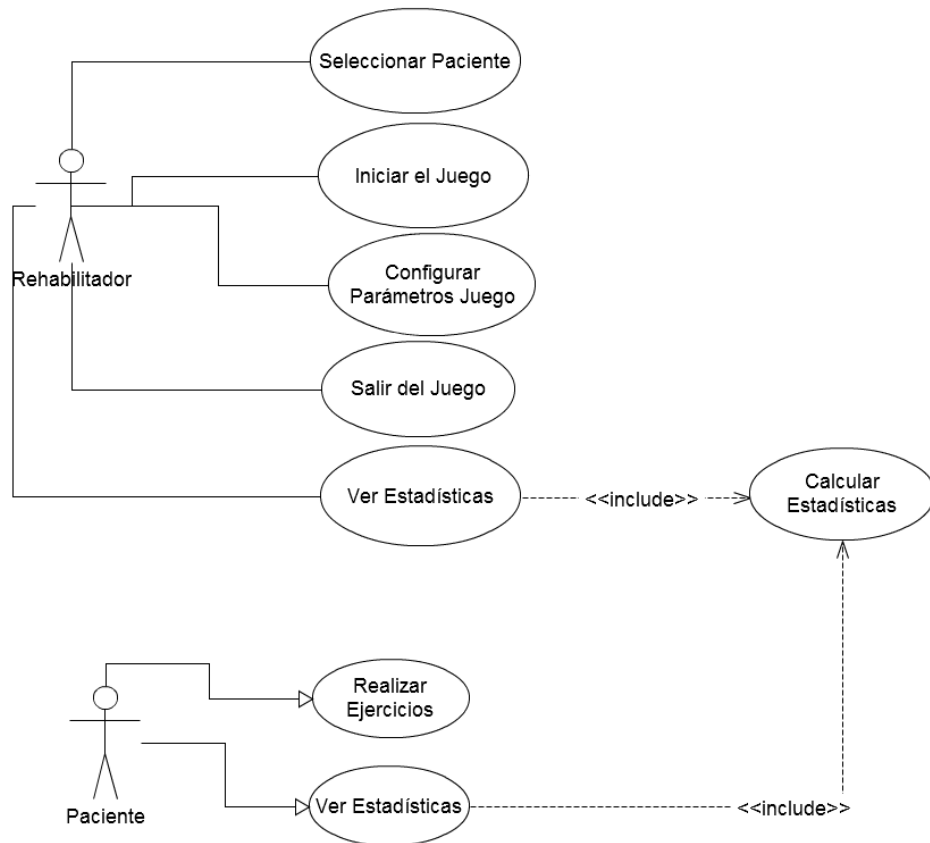 Seleccionar Paciente
Iniciar el Juego
Rehabilitador
Configurar
Parámetros Juego
Salir del Juego
Ver Estadísticas
<<include>>
Calcular
Estadísticas
Realizar
Ejercicios
Paciente
Ver Estadísticas
<<include>>